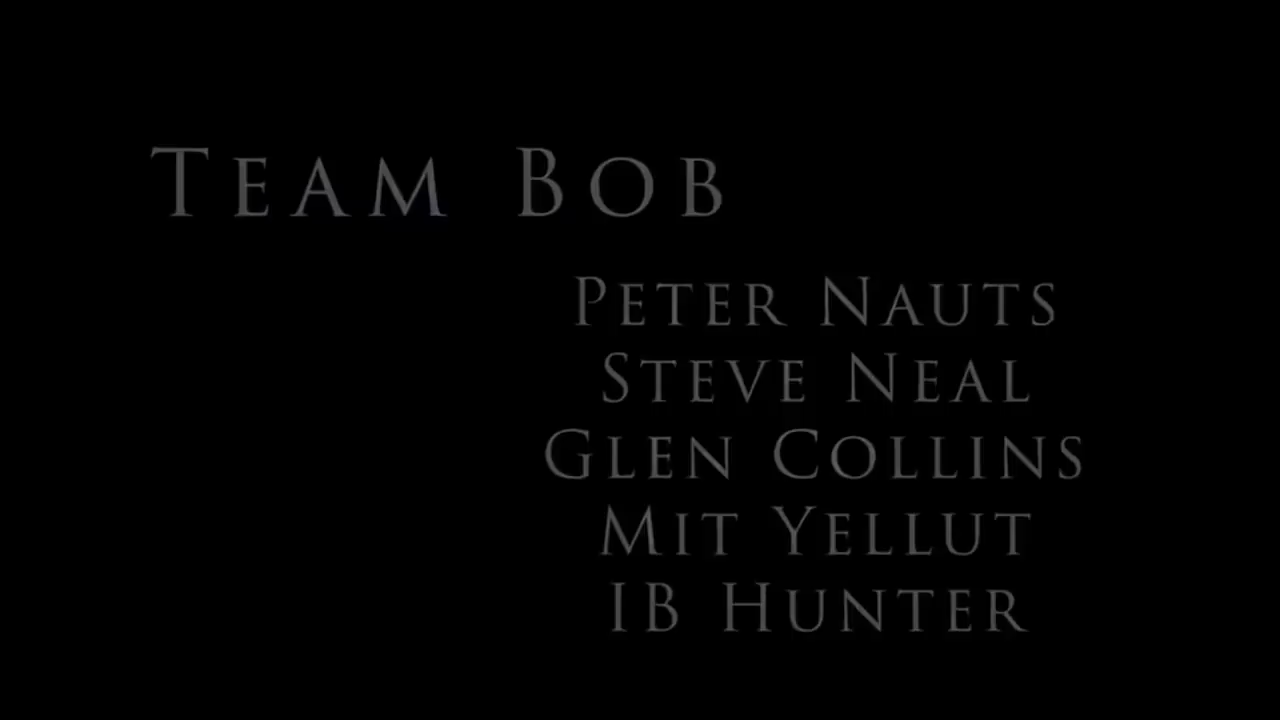 Team Bob
Peter Nauts
Steve Neal
Glen Collins
Mit Yellut
IB Hunter